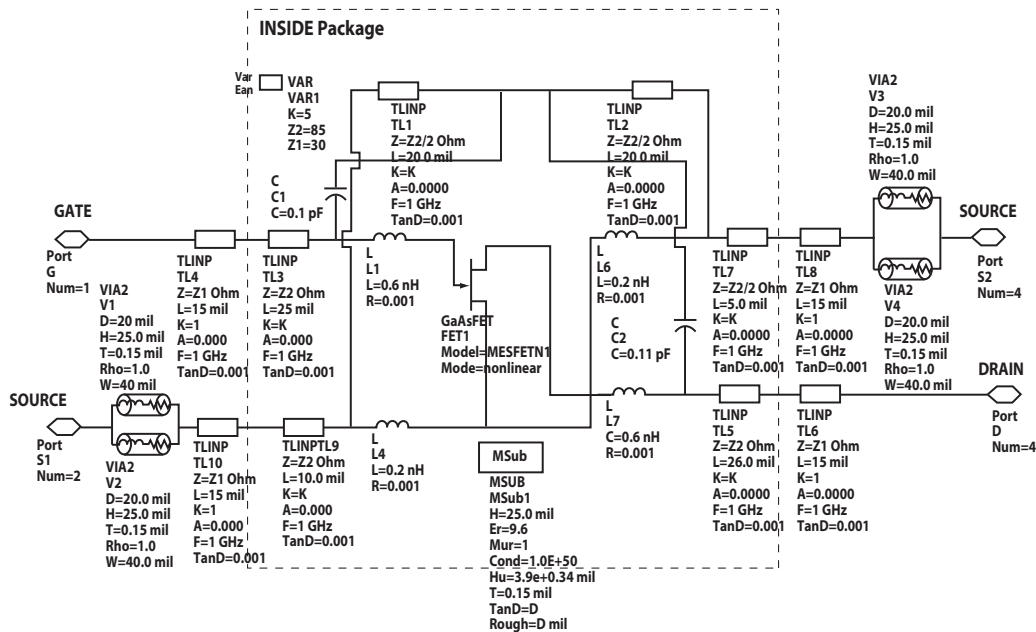 INSIDE Package
Var
Ean
VAR
VAR1
K=5
Z2=85
Z1=30
TLINP
TL1
Z=Z2/2 Ohm
L=20 0 mil
K=K
A=0.0000
F=1 GHz
TanD=0.001
TLINP
TL2
Z=Z2/2 Ohm
L=20.0 mil
K=K
A=0.0000
F=1 GHz
TanD=0.001
VIA2
V3
D=20.0 mil
H=25.0 mil
T=0.15 mil
Rho=1.0
W=40.0 mil
C
C1
C=0.1 pF
GATE
Port
G
Num=1
TLINP
TL4
Z=Z1 Ohm
L=15 mil
K=1
A=0.000
F=1 GHz
TanD=0.001
TLINP
TL3
Z=Z2 Ohm
L=25 mil
K=K
A=0.000
F=1 GHz
TanD=0.001
L
L1
L=0.6 nH
R=0.001
GaAsFET
FET1
Model=MESFETN1
Mode=nonlinear
L
L6
L=0.2 nH
R=0.001
C
C2
C=0.11 pF
TLINP
TL7
Z=Z2/2 Ohm
L=5.0 mil
K=K
A=0.0000
F=1 GHz
TanD=0.001
TLINP
TL8
Z=Z1 Ohm
L=15 mil
K=1
A=0.0000
F=1 GHz
TanD=0.001
VIA2
V4
D=20.0 mil
H=25.0 mil
T=0.15 mil
Rho=1.0
W=40.0 mil
SOURCE
Port
S2
Num=4
VIA2
V1
D=20 mil
H=25.0 mil
T=0.15 mil
Rho=1.0
W=40 mil
SOURCE
Port
S1
Num=2
VIA2
V2
D=20.0 mil
H=25.0 mil
T=0.15 mil
Rho=1.0
W=40.0 mil
TLINP
TL10
Z=Z1 Ohm
L=15 mil
K=1
A=0.000
F=1 GHz
TanD=0.001
TLINPTL9
Z=Z2 Ohm
L=10.0 mil
K=K
A=0.000
F=1 GHz
TanD=0.001
L
L4
L=0.2 nH
R=0.001
MSub
MSUB
MSub1
H=25.0 mil
Er=9.6
Mur=1
Cond=1.0E+50
Hu=3.9e+0.34 mil
T=0.15 mil
TanD=D
Rough=D mil
L
L7
C=0.6 nH
R=0.001
TLINP
TL5
Z=Z2 Ohm
L=26.0 mil
K=K
A=0.0000
F=1 GHz
TanD=0.001
TLINP
TL6
Z=Z1 Ohm
L=15 mil
K=1
A=0.0000
F=1 GHz
TanD=0.001
DRAIN
Port
D
Num=4